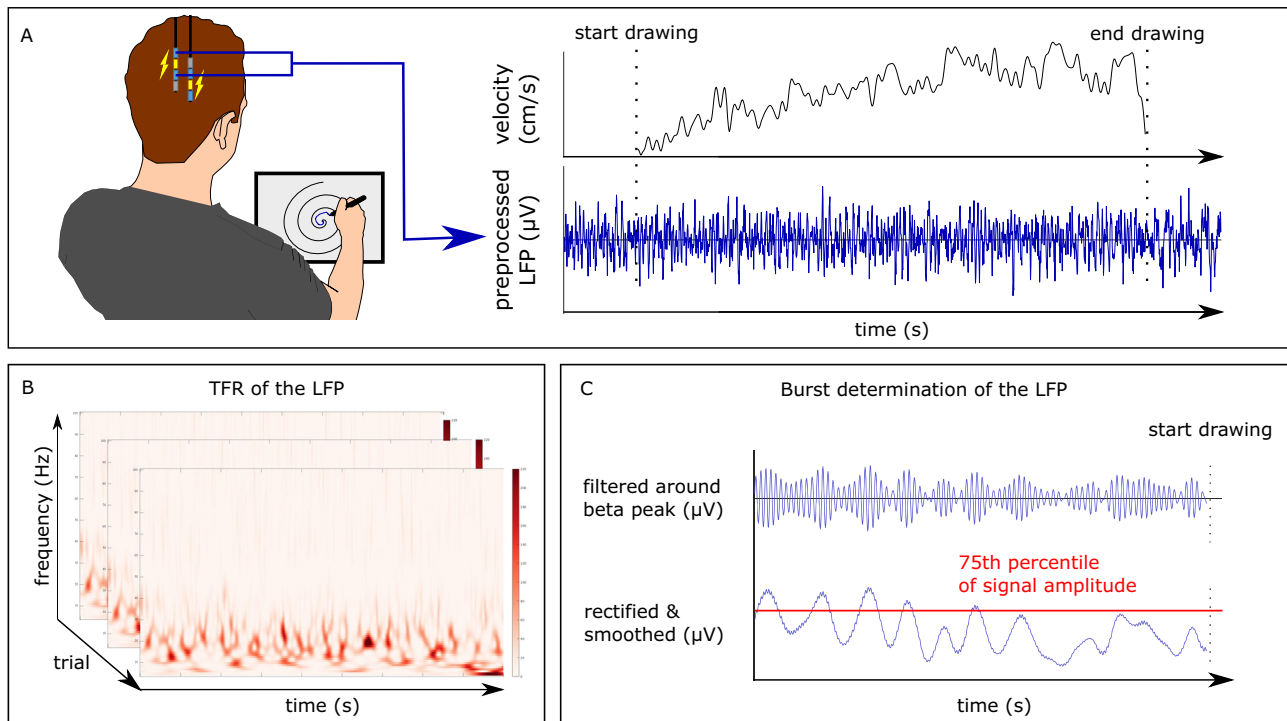 A
start drawing
end drawing
velocity
(cm/s)
preprocessed
LFP (µV)
time (s)
B
TFR of the LFP
frequency (Hz)
trial
time (s)
C
Burst determination of the LFP
start drawing
filtered around
beta peak (µV)
75th percentile
of signal amplitude
rectified &
smoothed (µV)
time (s)